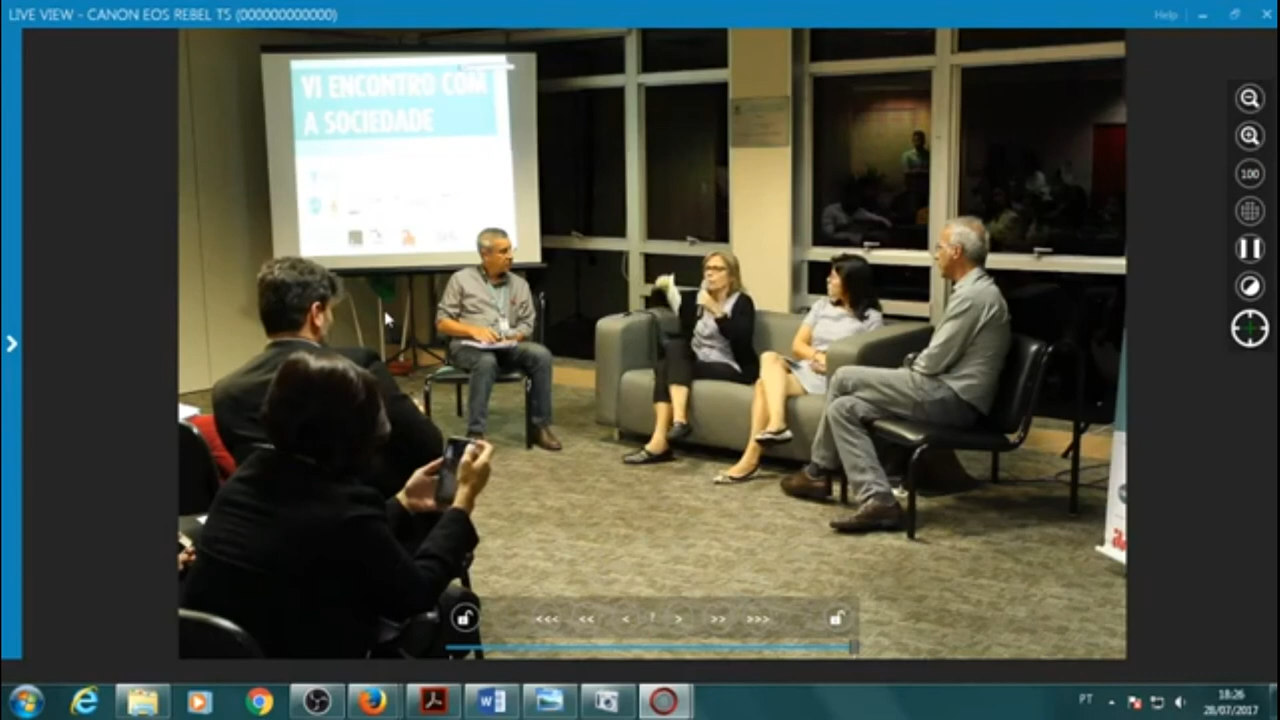 LIVE VIEW - CANON EOS REBEL T5 (000000000000)
Help
VI ENCONTRO COM
A SOCIEDADE
100
<<< << < > >> >>>
PT
18:26
28/07/2017